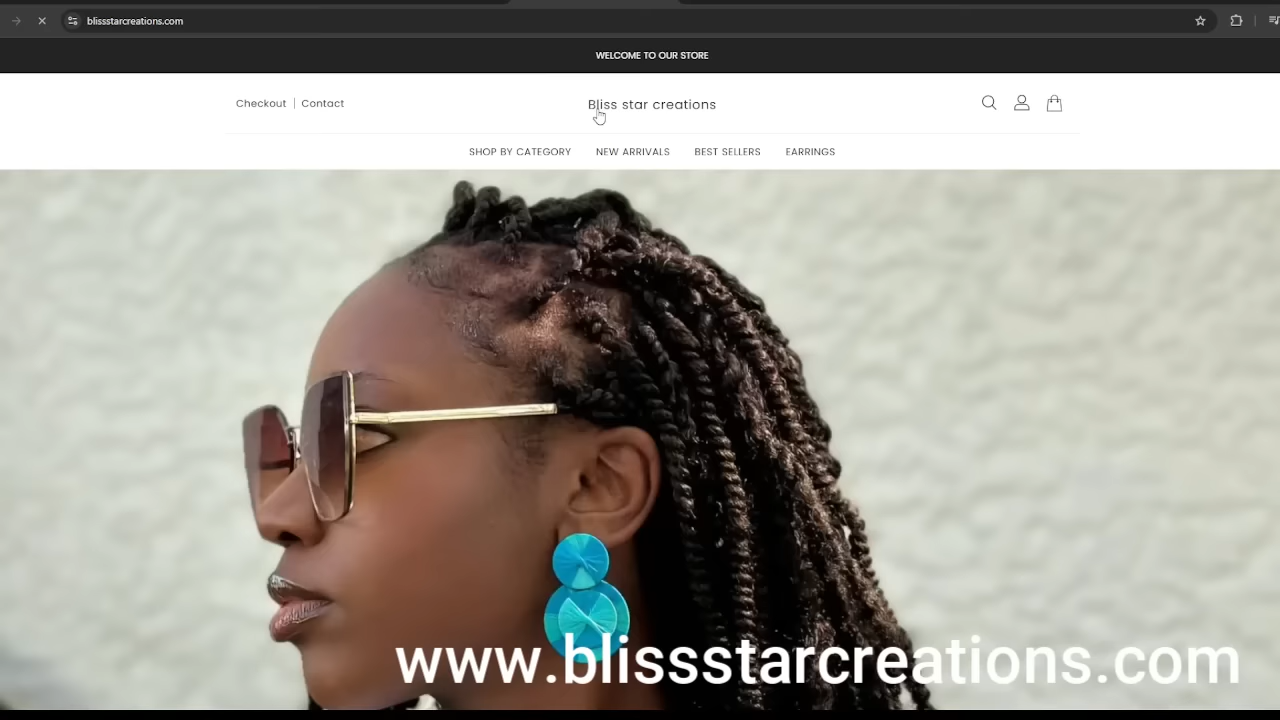 blissstarcreations.com
WELCOME TO OUR STORE
Checkout | Contact
Bliss star creations
SHOP BY CATEGORY NEW ARRIVALS BEST SELLERS EARRINGS
www.blissstarcreations.com